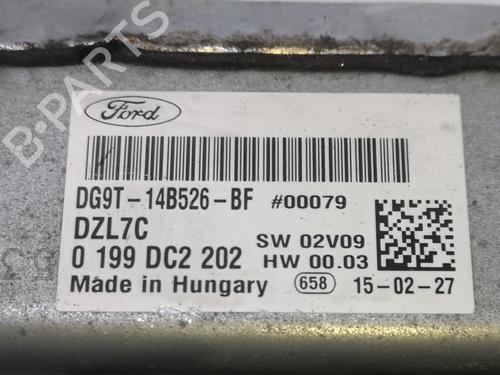 B-PARTS
Ford
DG9T-14B526-BF #00079
DZL7C
SW 02V09
0 199 DC2 202
HW 00.03
Made in Hungary
658
15-02-27